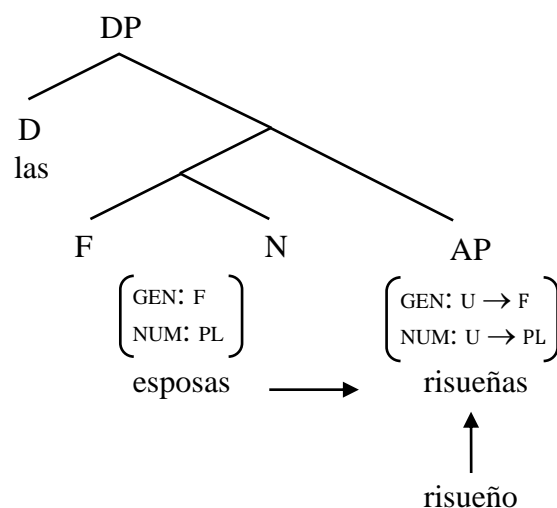 DP
D
las
F N AP
GEN: F GEN: U → F
NUM: PL NUM: U → PL
esposas risueñas
risueño